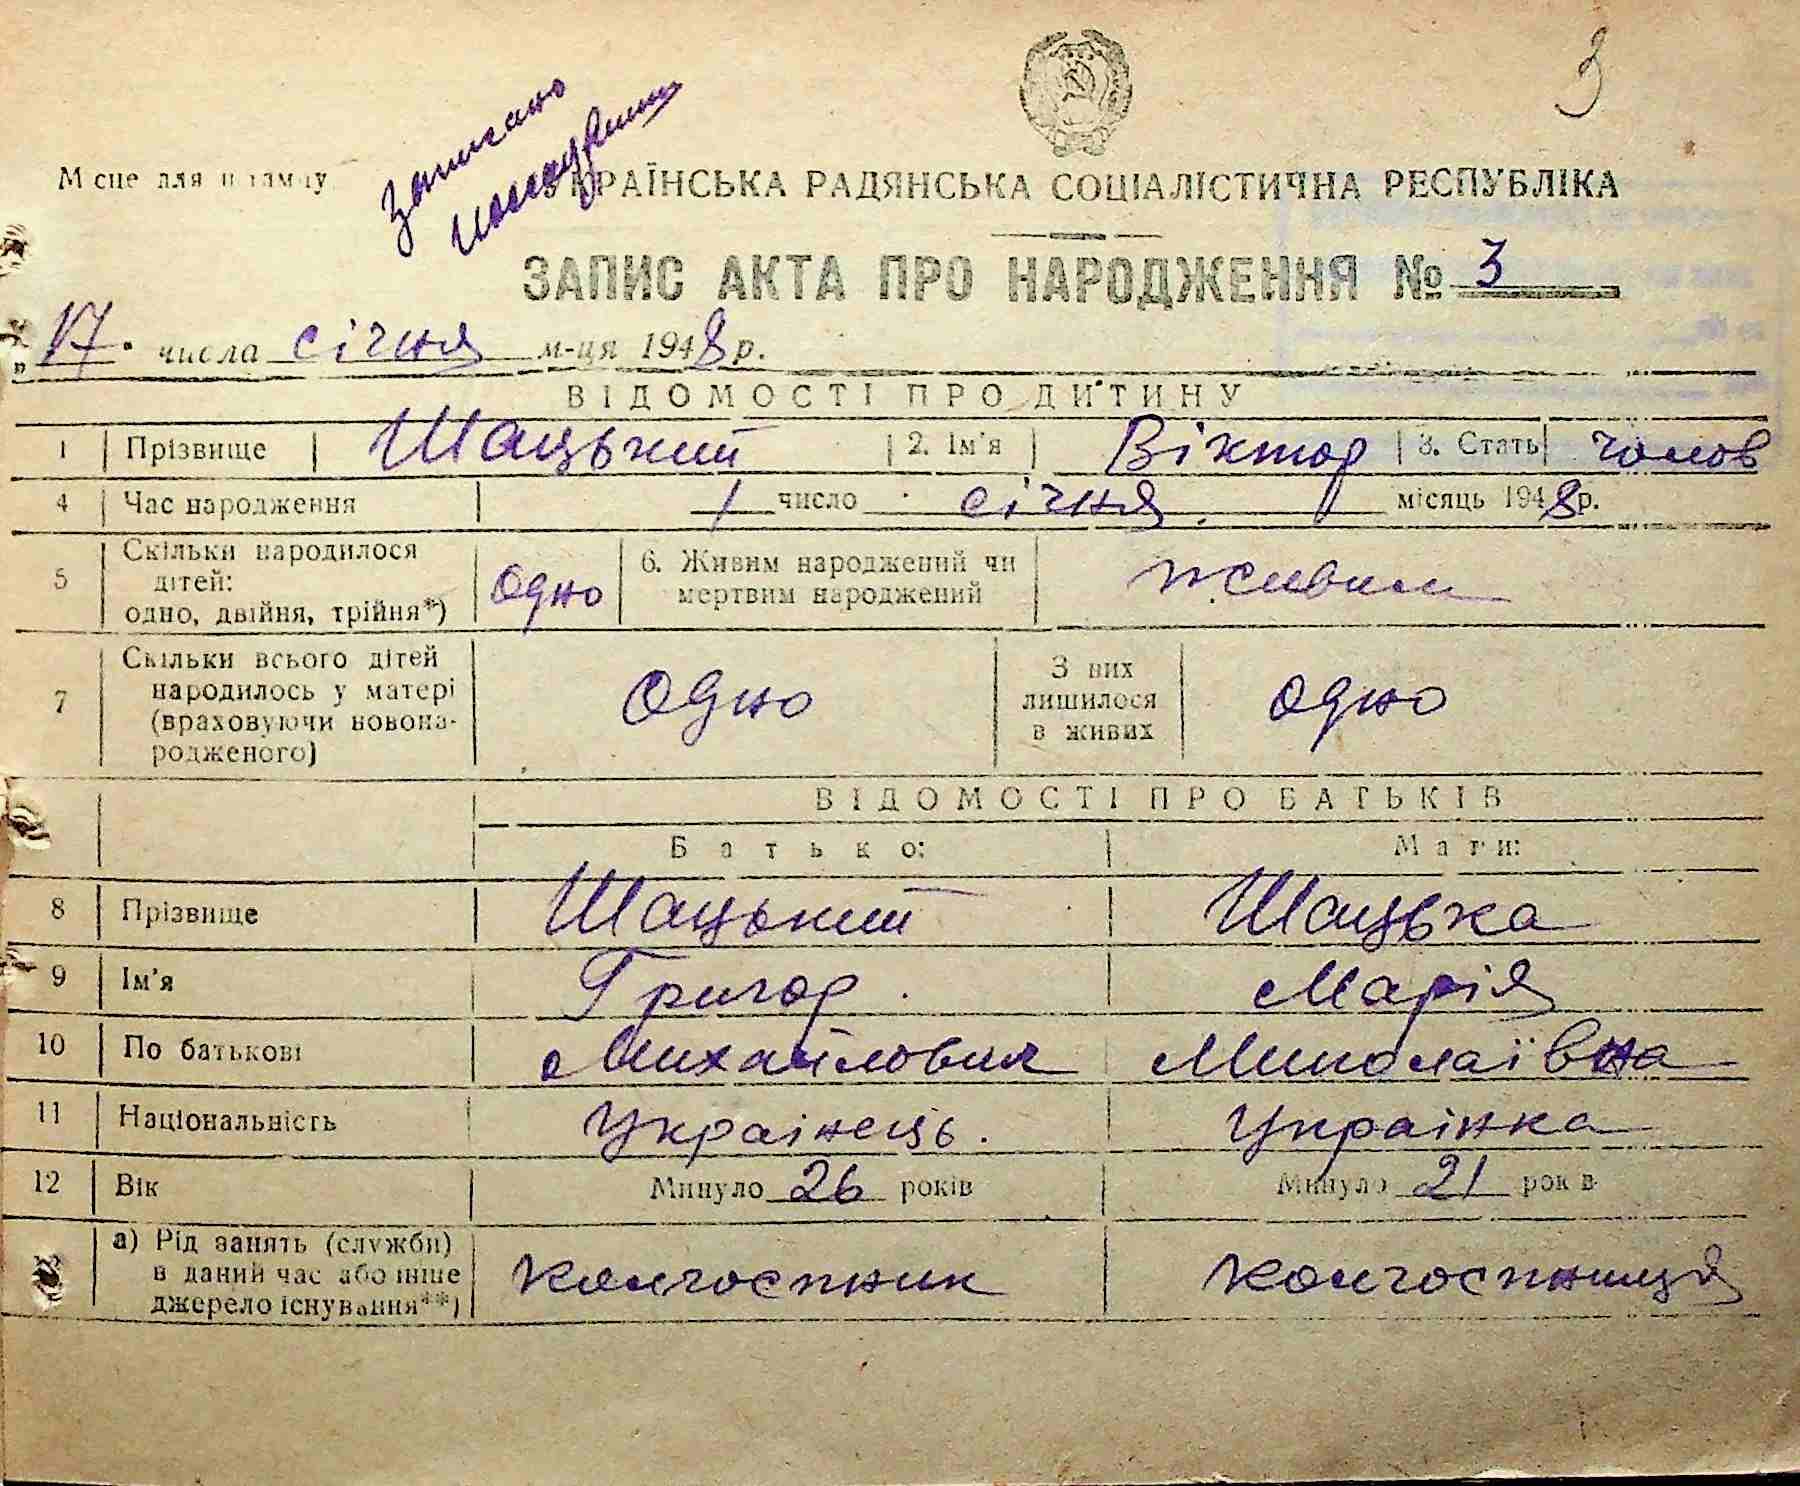 3
Місце для штампу
Записано
УКРАЇНСЬКА РАДЯНСЬКА СОЦІАЛІСТИЧНА РЕСПУБЛІКА
ЗАПИС АКТА ПРО НАРОДЖЕННЯ № 3
„17" числа січня м-ця 1948 р.
ВІДОМОСТІ ПРО ДИТИНУ
1 Прізвище Шацький 2. Ім'я Віктор 3. Стать чолов
4 Час народження 1 число січня місяць 1948 р.
5 Скільки народилося дітей: одно, двійня, трійня*) одно 6. Живим народжений чи мертвим народжений живим
7 Скільки всього дітей народилось у матері (враховуючи новонародженого) одно З них лишилося в живих одно
ВІДОМОСТІ ПРО БАТЬКІВ
Батько: Мати:
8 Прізвище Шацький Шацька
9 Ім'я Григор Марія
10 По батькові Михайлович Миколаївна
11 Національність Українець. Українка
12 Вік Минуло 26 років Минуло 21 років
а) Рід занять (служби) в даний час або інше джерело існування**) колгоспник колгоспниця